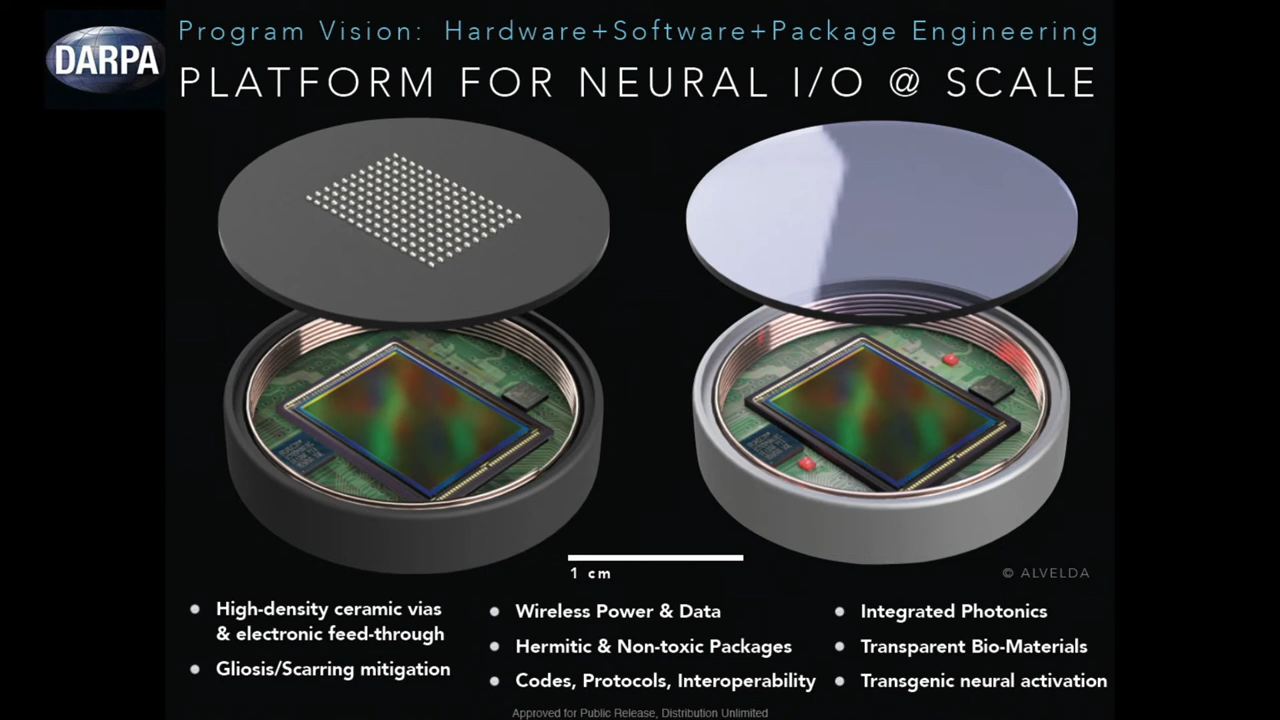 DARPA
Program Vision: Hardware+Software+Package Engineering
PLATFORM FOR NEURAL I/O @ SCALE
1 cm
© ALVELDA
High-density ceramic vias
& electronic feed-through
Gliosis/Scarring mitigation
Wireless Power & Data
Hermitic & Non-toxic Packages
Codes, Protocols, Interoperability
Integrated Photonics
Transparent Bio-Materials
Transgenic neural activation
Approved for Public Release, Distribution Unlimited